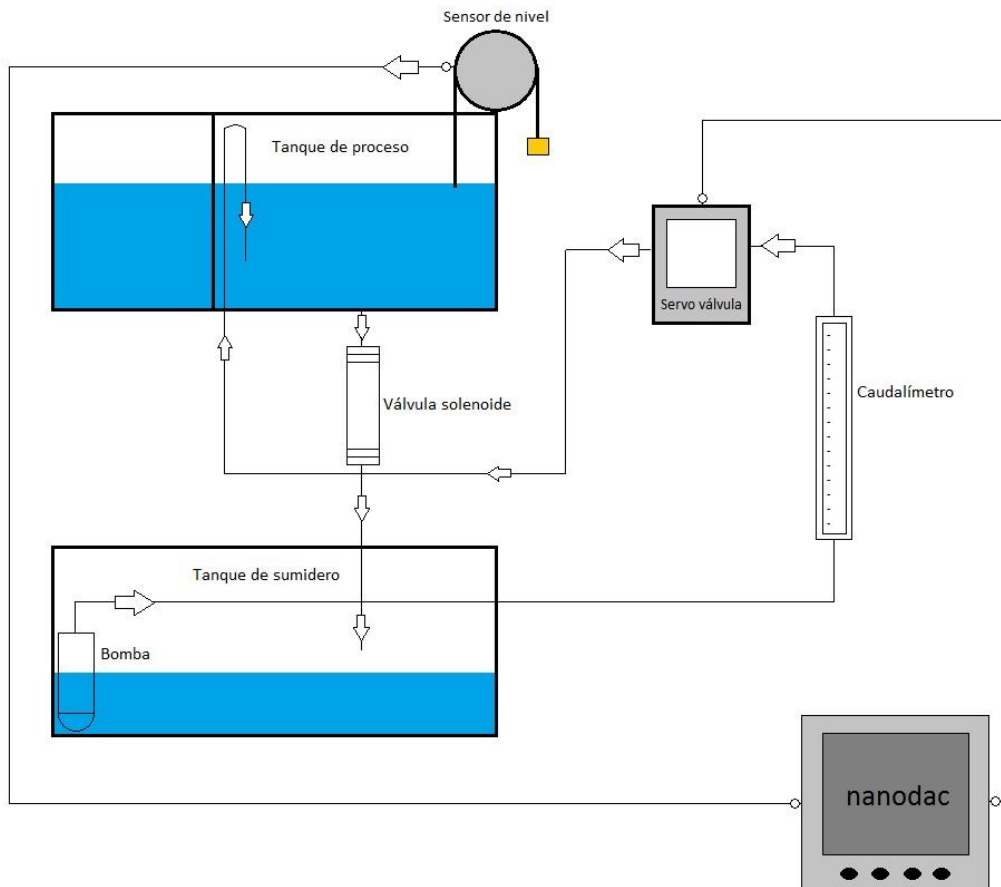 Sensor de nivel
Tanque de proceso
Servo válvula
Válvula solenoide
Caudalímetro
Tanque de sumidero
Bomba
nanodac